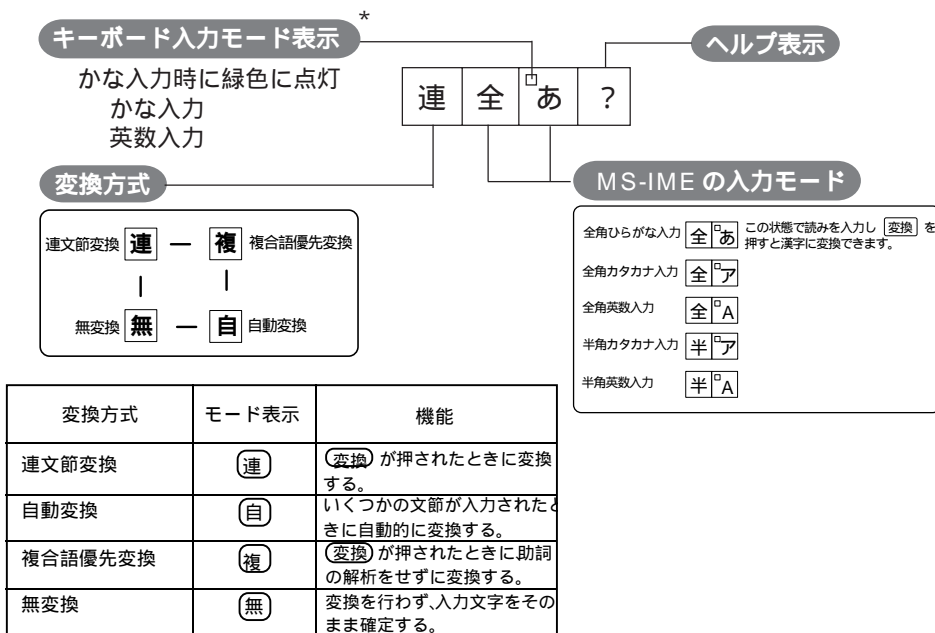 キーボード入力モード表示 *
かな入力時に緑色に点灯
かな入力
英数入力
ヘルプ表示
連 全 あ ?
変換方式
連文節変換 連 — 複 複合語優先変換
無変換 無 — 自 自動変換
MS-IME の入力モード
全角ひらがな入力 全 あ この状態で読みを入力し 変換 を
押すと漢字に変換できます。
全角カタカナ入力 全 ア
全角英数入力 全 A
半角カタカナ入力 半 ア
半角英数入力 半 A
変換方式 モード表示 機能
連文節変換 連 変換 が押されたときに変換
する。
自動変換 自 いくつかの文節が入力されたと
きに自動的に変換する。
複合語優先変換 複 変換 が押されたときに助詞
の解析をせずに変換する。
無変換 無 変換を行わず、入力文字をその
まま確定する。